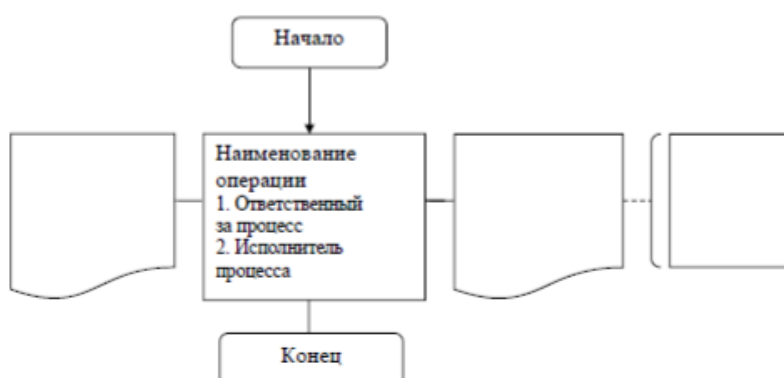 Начало
Наименование
операции
1. Ответственный
за процесс
2. Исполнитель
процесса
Конец